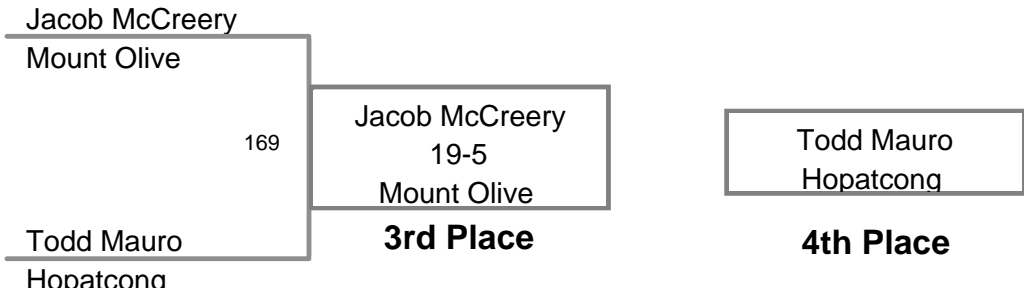 Jacob McCreery
Mount Olive
169
Todd Mauro
Hopatcong
Jacob McCreery
19-5
Mount Olive
3rd Place
Todd Mauro
Hopatcong
4th Place